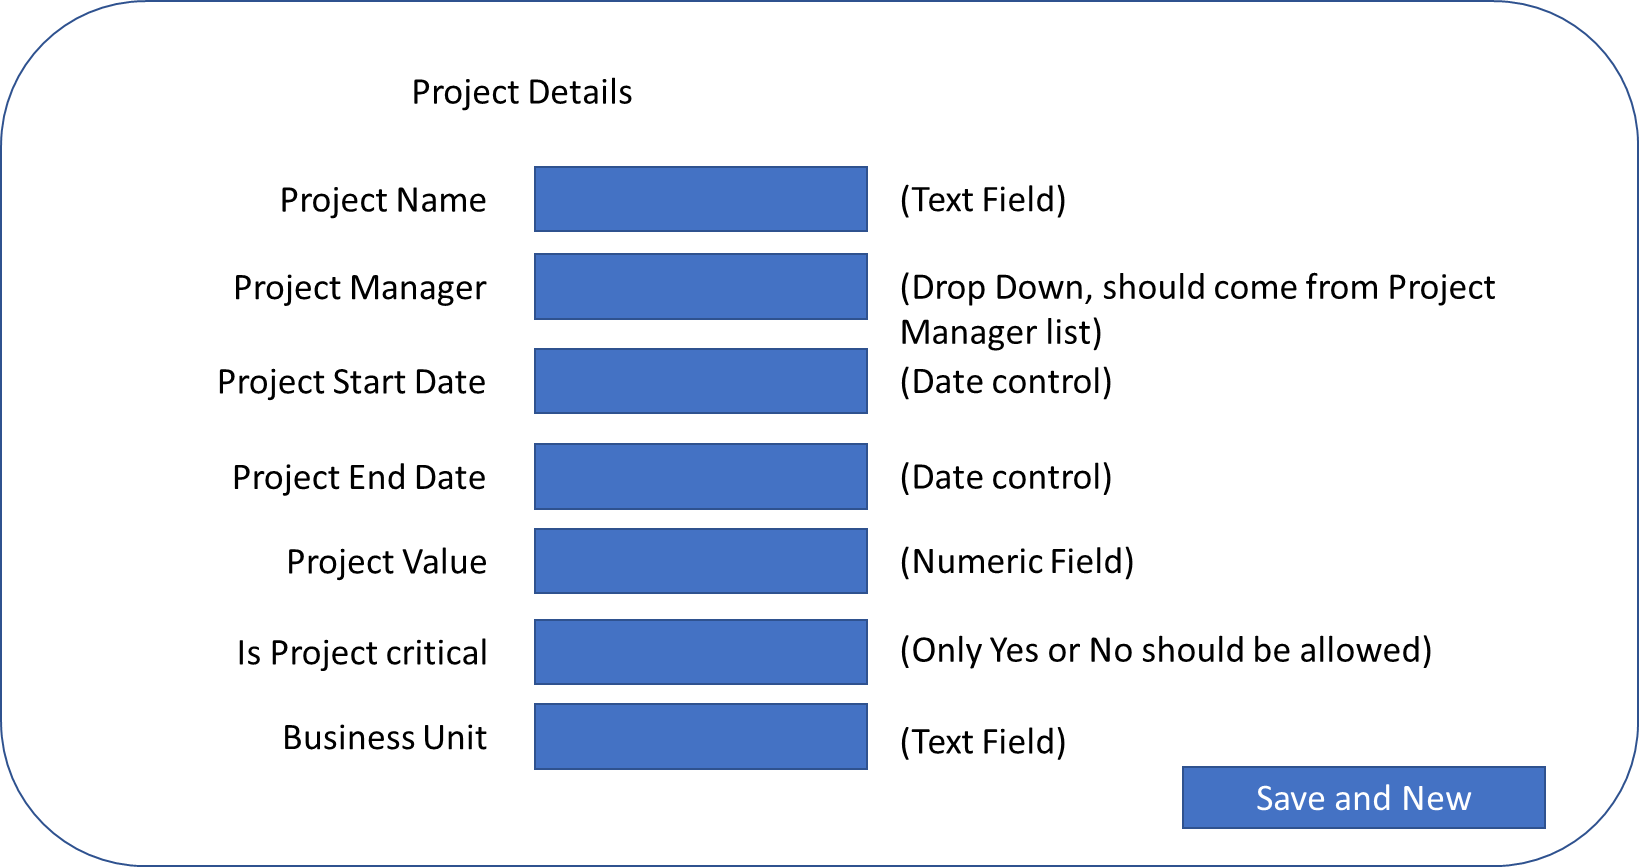 Project Details
Project Name (Text Field)
Project Manager (Drop Down, should come from Project
Manager list)
Project Start Date (Date control)
Project End Date (Date control)
Project Value (Numeric Field)
Is Project critical (Only Yes or No should be allowed)
Business Unit (Text Field)
Save and New